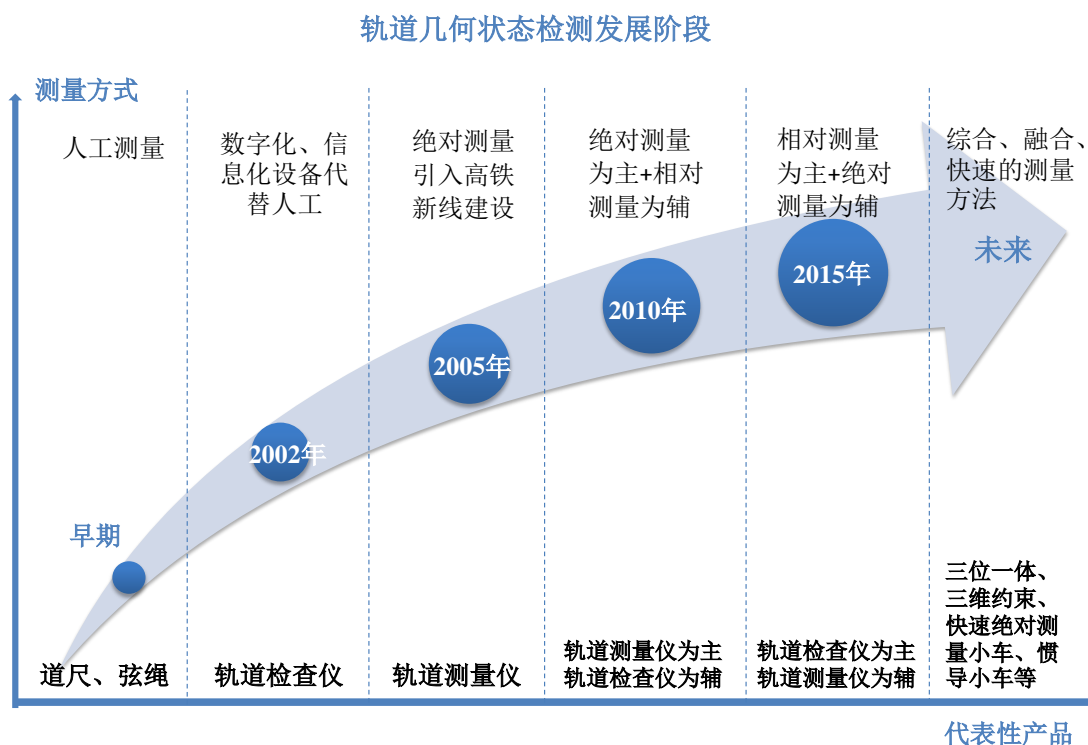 轨道几何状态检测发展阶段
测量方式
人工测量
数字化、信
息化设备代
替人工
绝对测量
引入高铁
新线建设
绝对测量
为主+相对
测量为辅
相对测量
为主+绝对
测量为辅
综合、融合、
快速的测量
方法
未来
2015年
2010年
2005年
2002年
早期
道尺、弦绳
轨道检查仪
轨道测量仪
轨道测量仪为主
轨道检查仪为辅
轨道检查仪为主
轨道测量仪为辅
三位一体、
三维约束、
快速绝对测
量小车、惯
导小车等
代表性产品